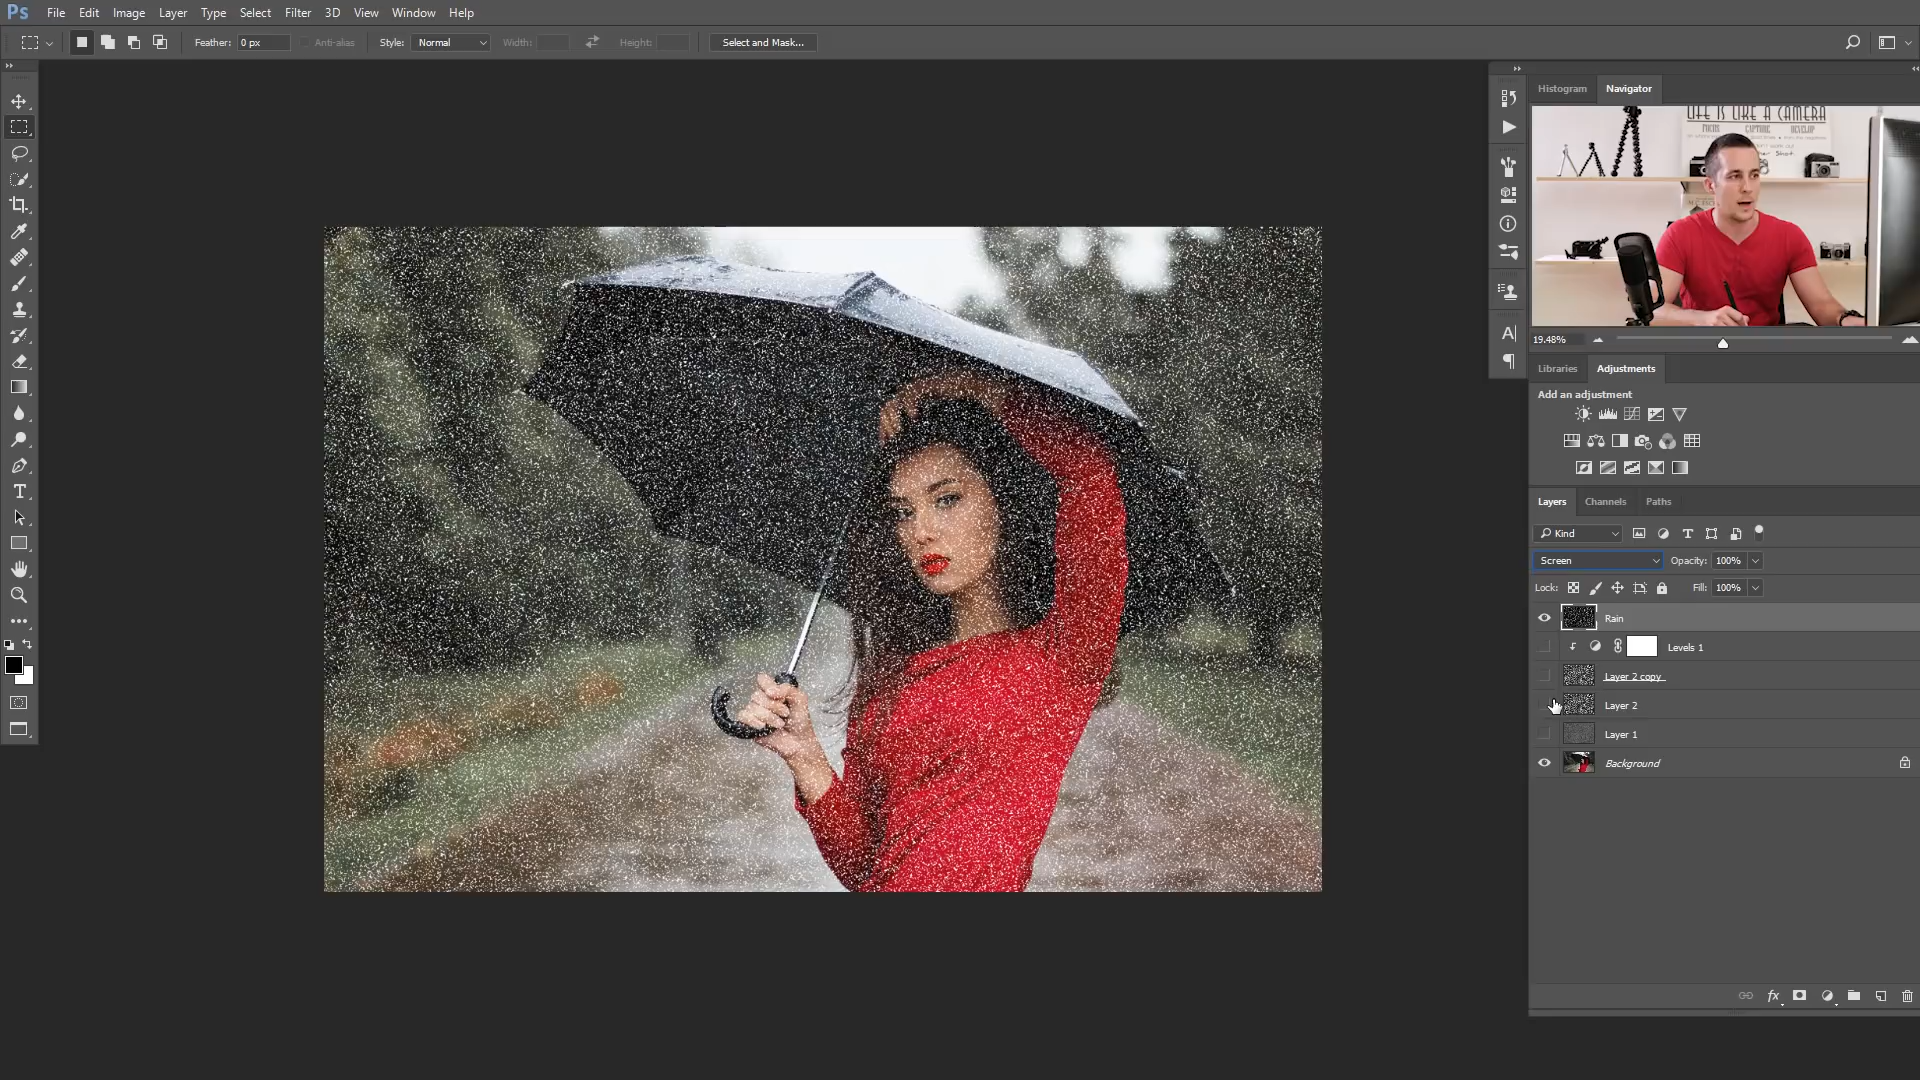 Ps File Edit Image Layer Type Select Filter 3D View Window Help
Feather: 0 px Anti-alias Style: Normal Width: Height: Select and Mask...
Histogram Navigator
LIFE IS LIKE A CAMERA
FOCUS CAPTURE DEVELOP
19.48%
Libraries Adjustments
Add an adjustment
Layers Channels Paths
Kind
Screen Opacity: 100%
Lock: Fill: 100%
Rain
Levels 1
Layer 2 copy
Layer 2
Layer 1
Background